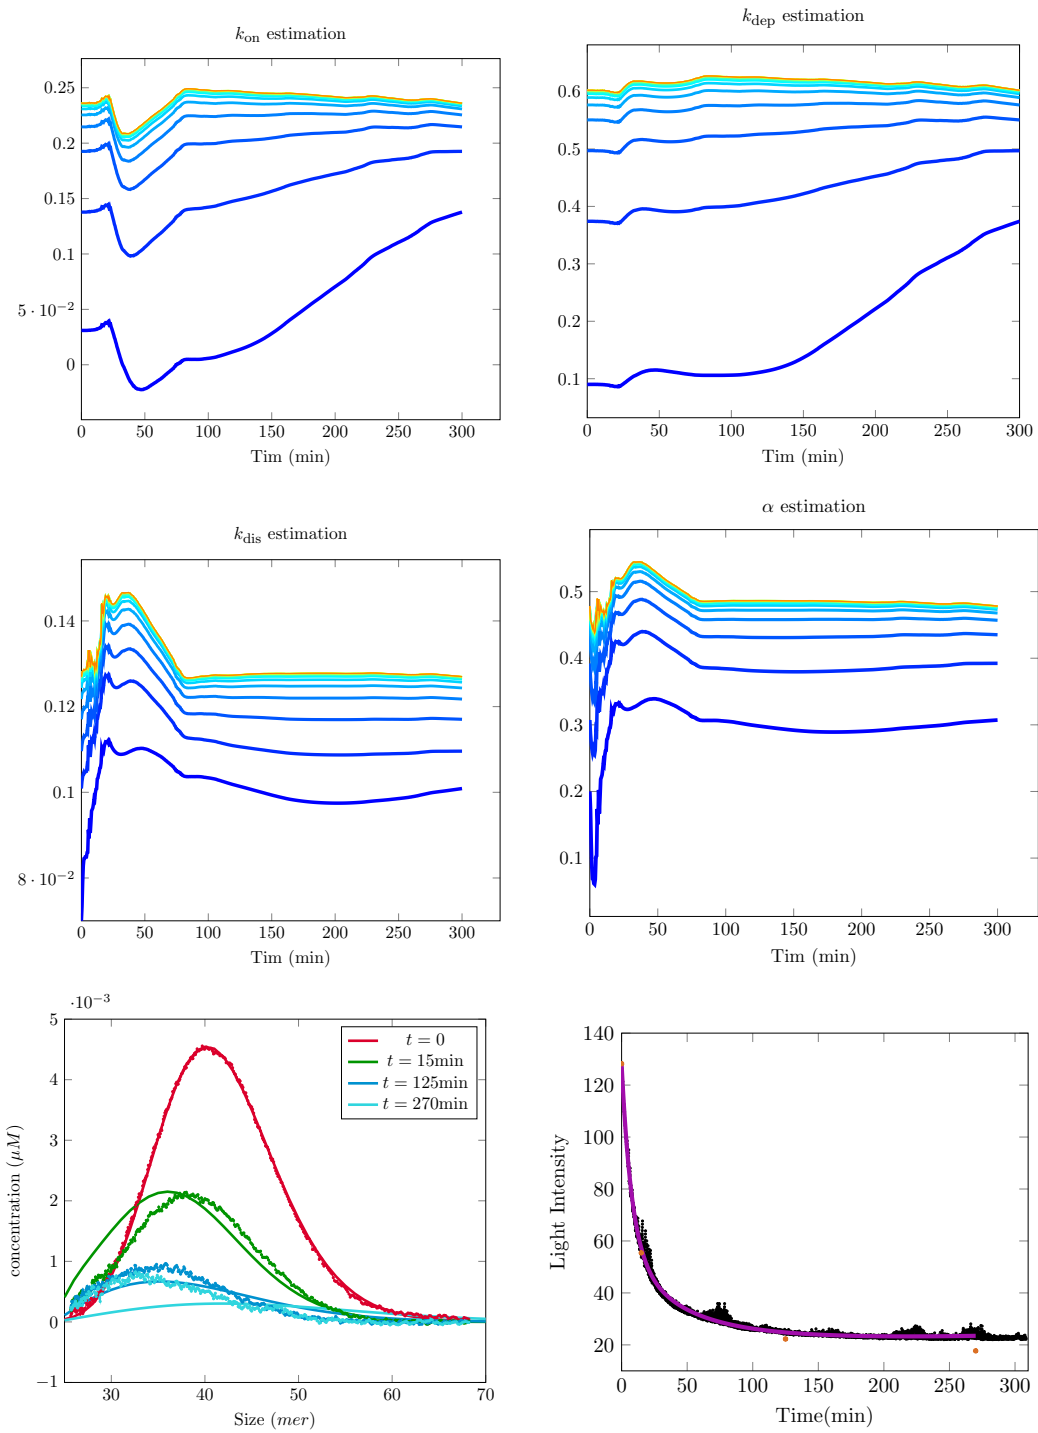 k_on estimation
0.25
0.2
0.15
0.1
5 · 10^−2
0
0 50 100 150 200 250 300
Tim (min)
k_dep estimation
0.6
0.5
0.4
0.3
0.2
0.1
0 50 100 150 200 250 300
Tim (min)
k_dis estimation
0.14
0.12
0.1
8 · 10^−2
0 50 100 150 200 250 300
Tim (min)
α estimation
0.5
0.4
0.3
0.2
0.1
0 50 100 150 200 250 300
Tim (min)
·10^−3
5
4
3
2
1
0
−1
concentration (μM)
t = 0
t = 15min
t = 125min
t = 270min
30 40 50 60 70
Size (mer)
140
120
100
80
60
40
20
Light Intensity
0 50 100 150 200 250 300
Time(min)